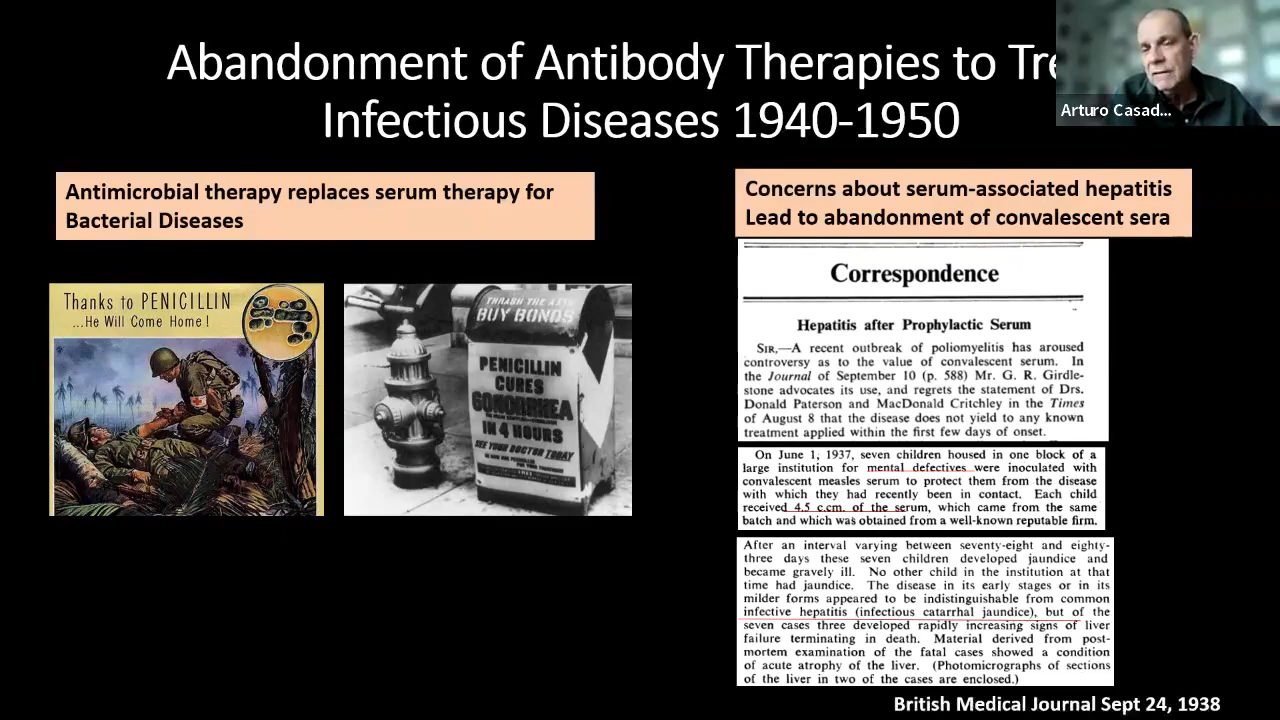 Abandonment of Antibody Therapies to Tre
Infectious Diseases 1940-1950
Arturo Casad...
Antimicrobial therapy replaces serum therapy for
Bacterial Diseases
Concerns about serum-associated hepatitis
Lead to abandonment of convalescent sera
Thanks to PENICILLIN
...He Will Come Home!
THRASH THE AXIS
BUY BONDS
PENICILLIN
CURES
GONORRHEA
IN 4 HOURS
SEE YOUR DOCTOR TODAY
Correspondence
Hepatitis after Prophylactic Serum
SIR,—A recent outbreak of poliomyelitis has aroused
controversy as to the value of convalescent serum. In
the Journal of September 10 (p. 588) Mr. G. R. Girdle-
stone advocates its use, and regrets the statement of Drs.
Donald Paterson and MacDonald Critchley in the Times
of August 8 that the disease does not yield to any known
treatment applied within the first few days of onset.
On June 1, 1937, seven children housed in one block of a
large institution for mental defectives were inoculated with
convalescent measles serum to protect them from the disease
with which they had recently been in contact. Each child
received 4.5 c.cm. of the serum, which came from the same
batch and which was obtained from a well-known reputable firm.
After an interval varying between seventy-eight and eighty-
three days these seven children developed jaundice and
became gravely ill. No other child in the institution at that
time had jaundice. The disease in its early stages or in its
milder forms appeared to be indistinguishable from common
infective hepatitis (infectious catarrhal jaundice), but of the
seven cases three developed rapidly increasing signs of liver
failure terminating in death. Material derived from post-
mortem examination of the fatal cases showed a condition
of acute atrophy of the liver. (Photomicrographs of sections
of the liver in two of the cases are enclosed.)
British Medical Journal Sept 24, 1938